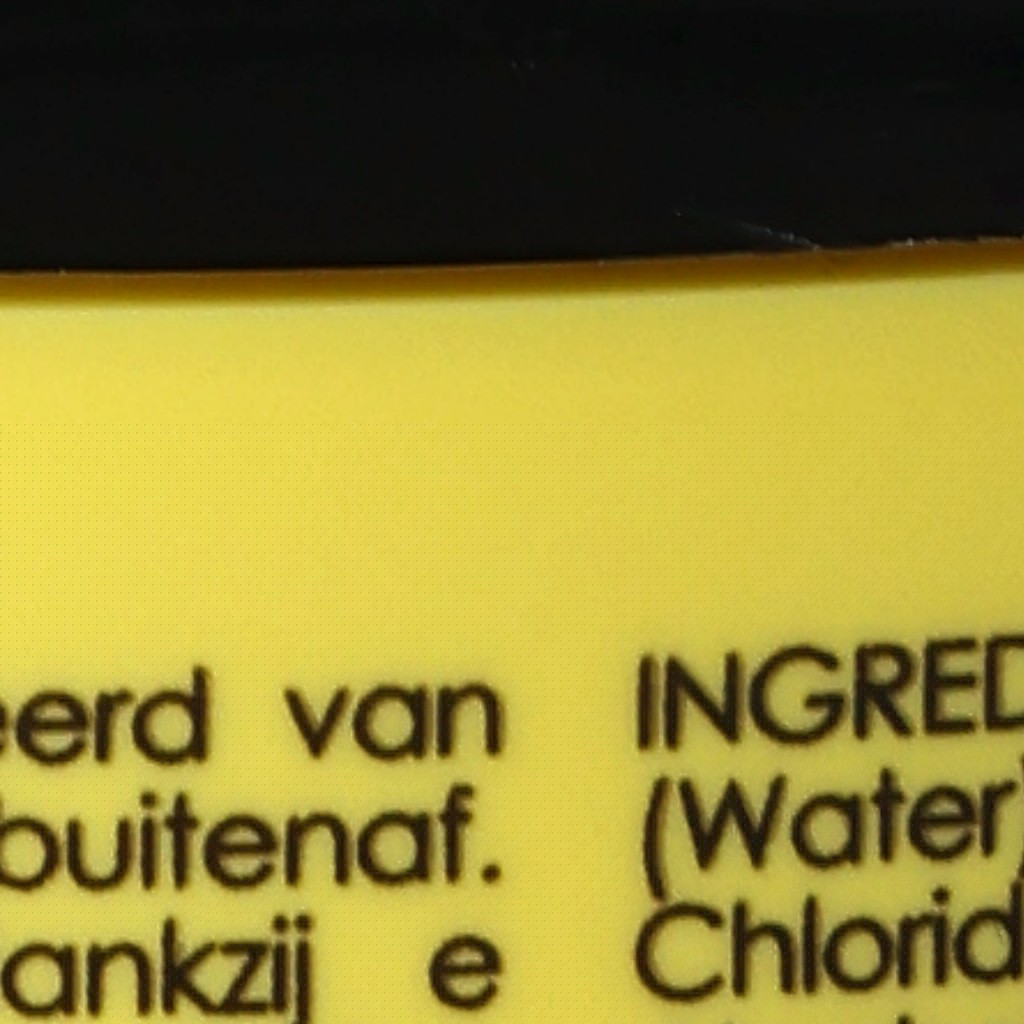 eerd van
buitenaf.
ankzij e
INGRED
(Water)
Chlorid